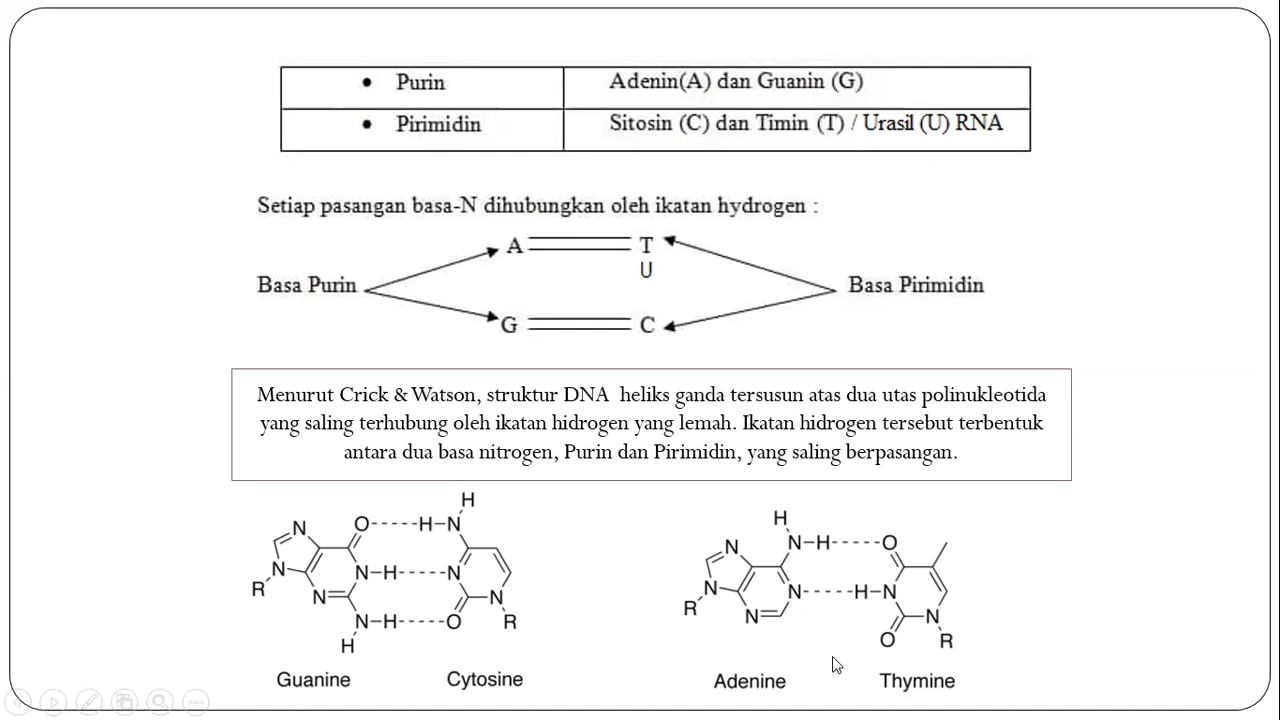 • Purin Adenin(A) dan Guanin (G)
• Pirimidin Sitosin (C) dan Timin (T) / Urasil (U) RNA
Setiap pasangan basa-N dihubungkan oleh ikatan hydrogen :
A T
U
Basa Purin Basa Pirimidin
G C
Menurut Crick & Watson, struktur DNA heliks ganda tersusun atas dua utas polinukleotida
yang saling terhubung oleh ikatan hidrogen yang lemah. Ikatan hidrogen tersebut terbentuk
antara dua basa nitrogen, Purin dan Pirimidin, yang saling berpasangan.
H
N O H N
N N H N
R N O N R
N H
H
Guanine Cytosine
H
N N H O
N N H N
R N O N R
Adenine Thymine